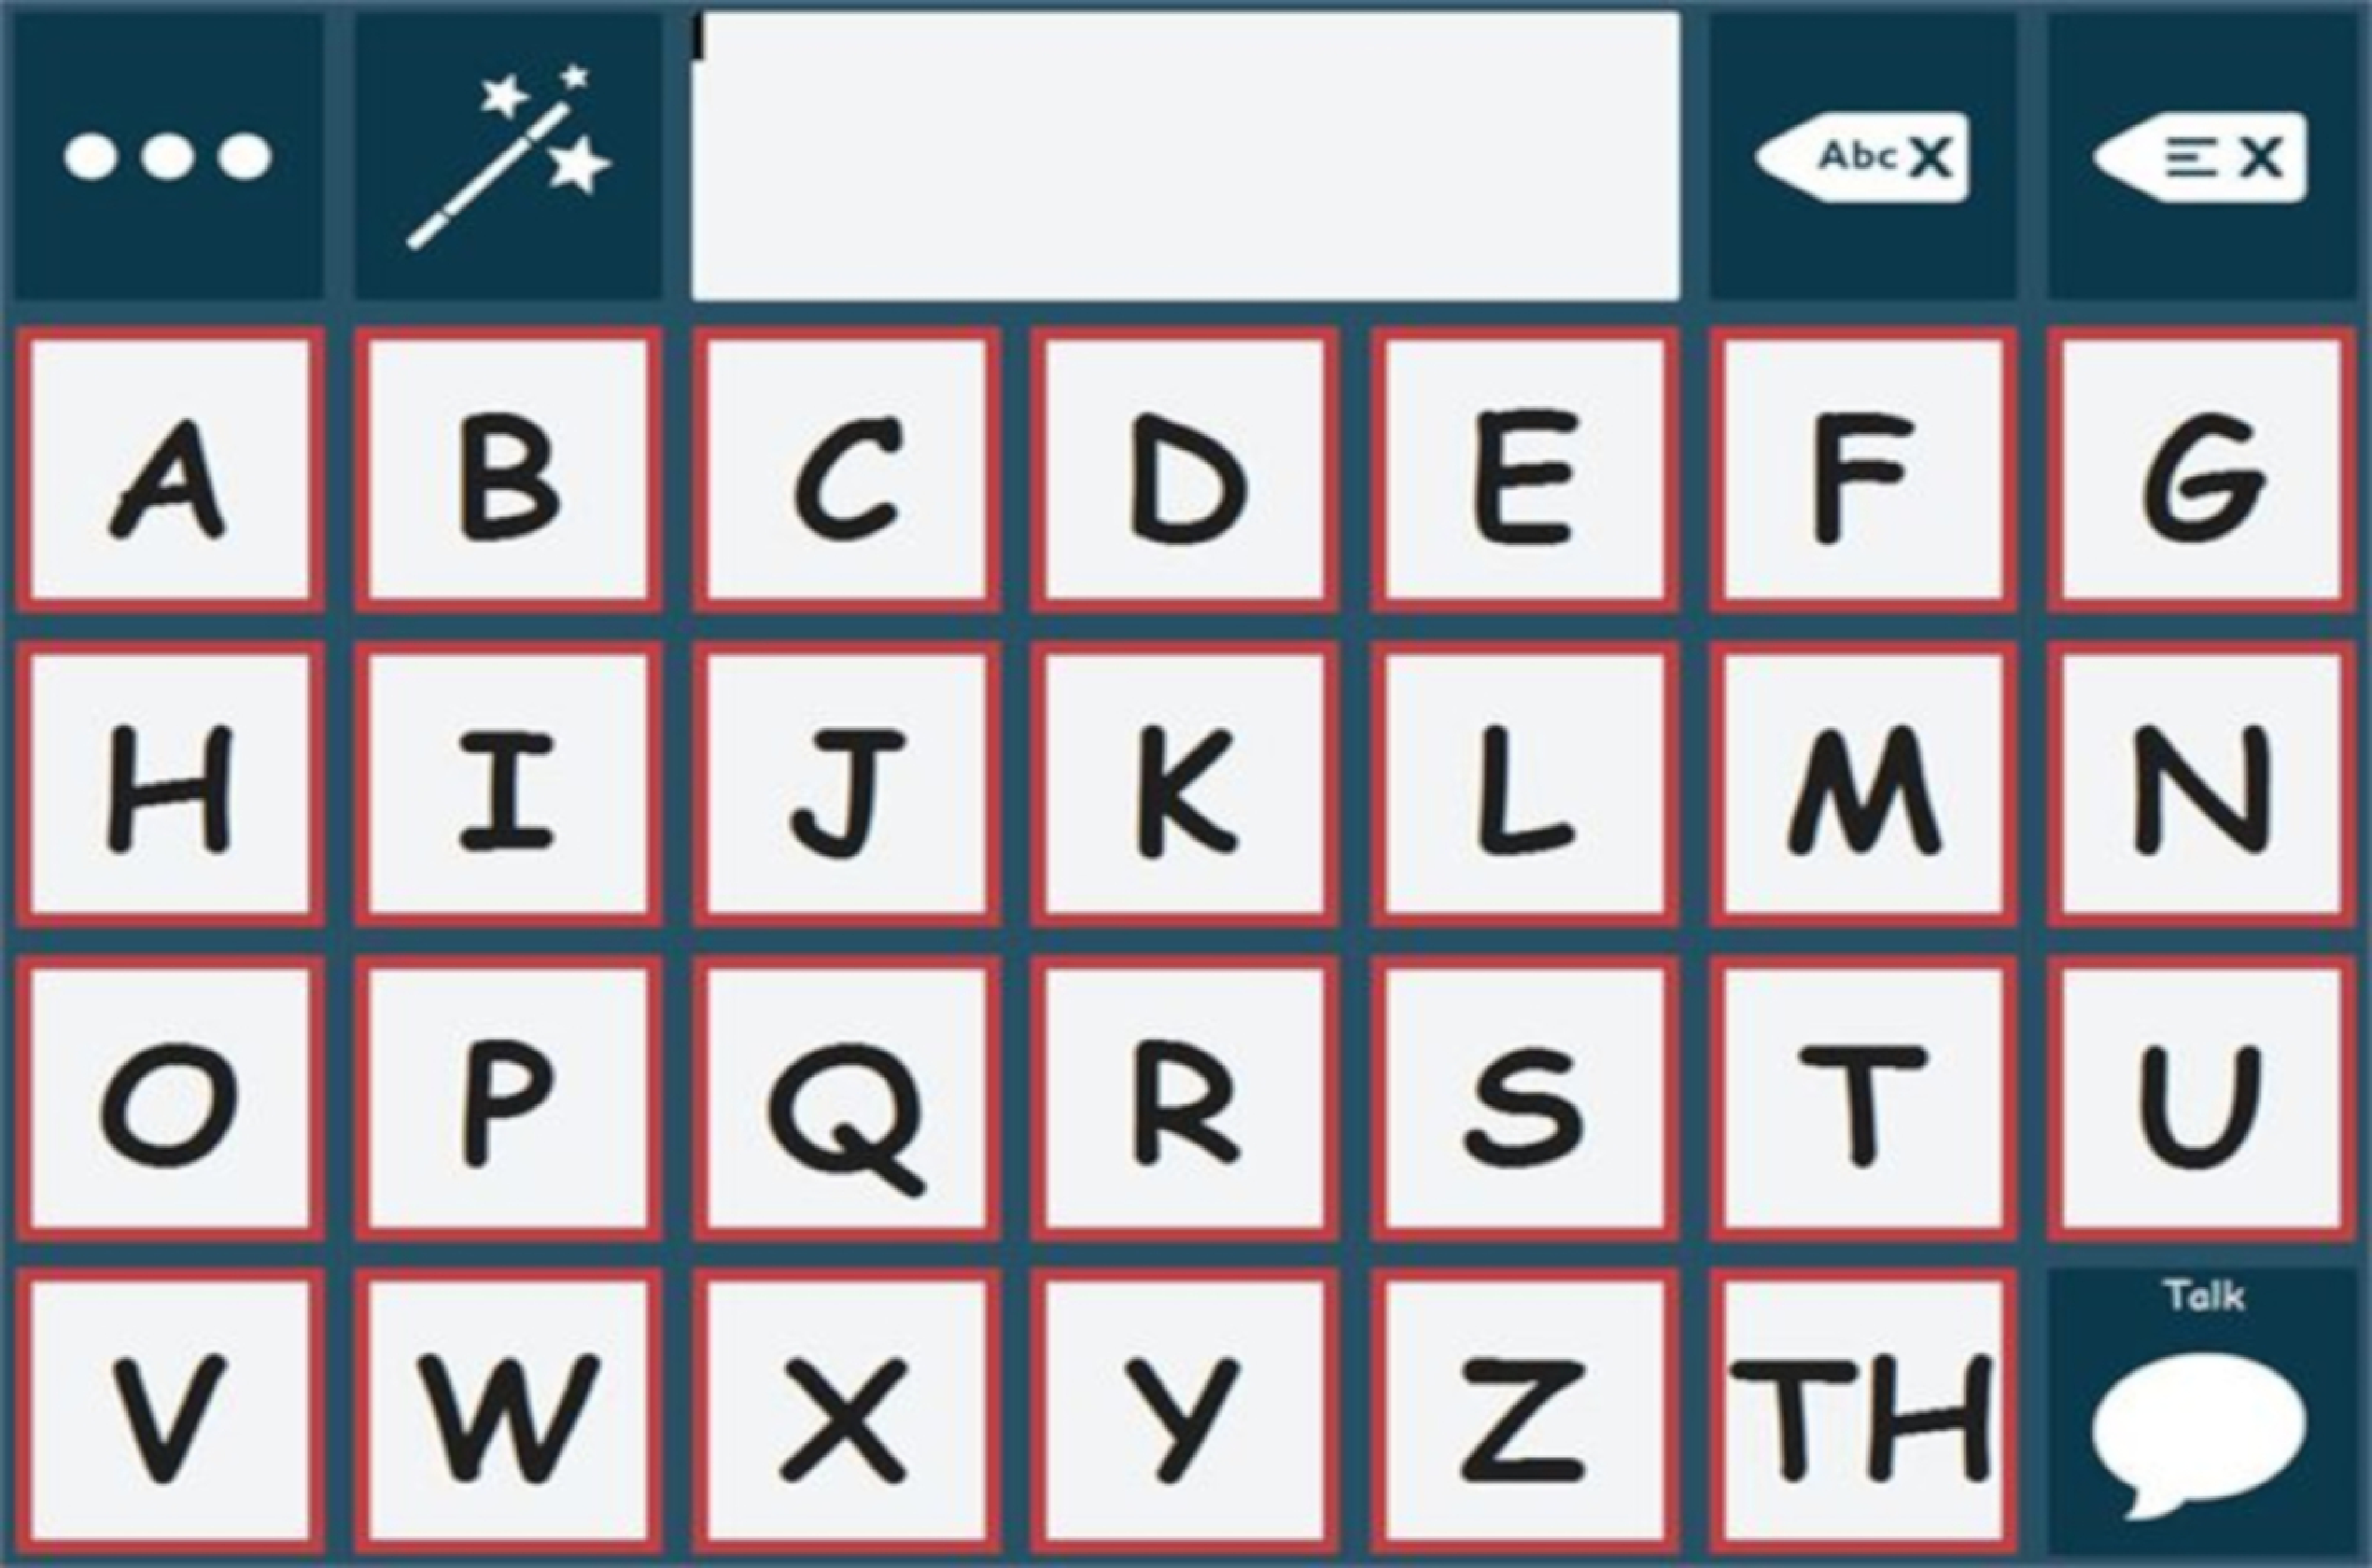 Abc X X
A B C D E F G
H I J K L M N
O P Q R S T U
V W X Y Z TH Talk